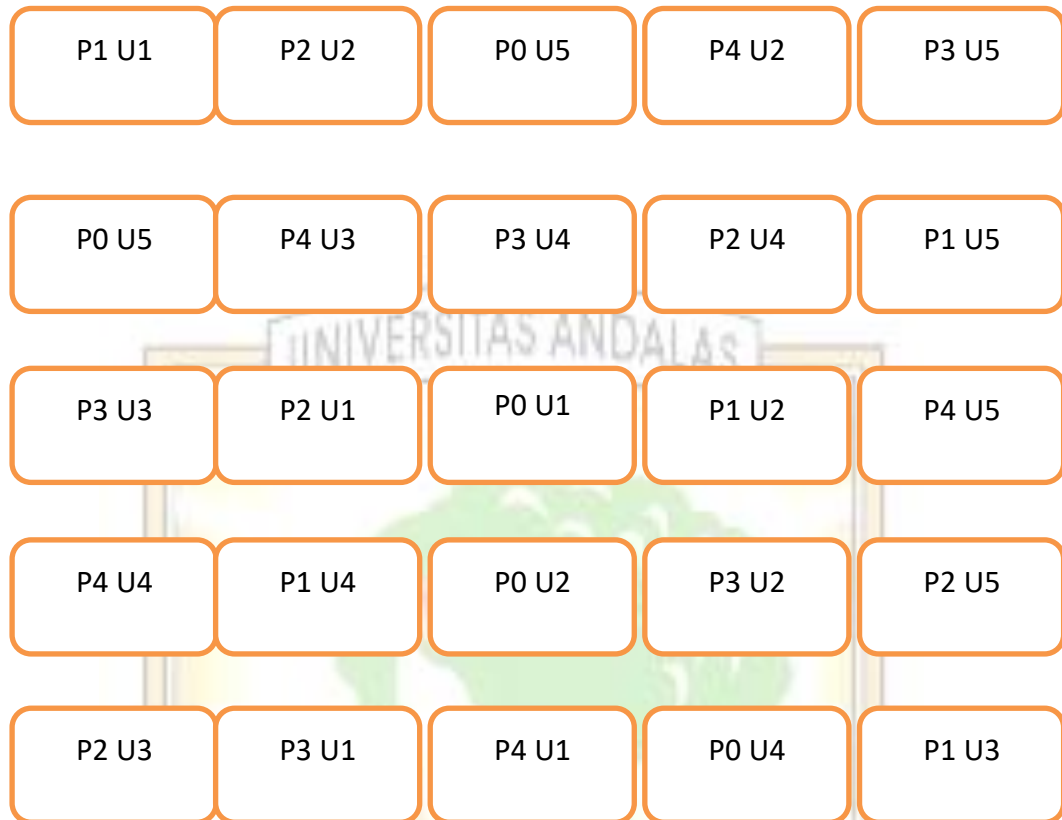 P1 U1 P2 U2 P0 U5 P4 U2 P3 U5
P0 U5 P4 U3 P3 U4 P2 U4 P1 U5
UNIVERSITAS ANDALAS
P3 U3 P2 U1 P0 U1 P1 U2 P4 U5
P4 U4 P1 U4 P0 U2 P3 U2 P2 U5
P2 U3 P3 U1 P4 U1 P0 U4 P1 U3